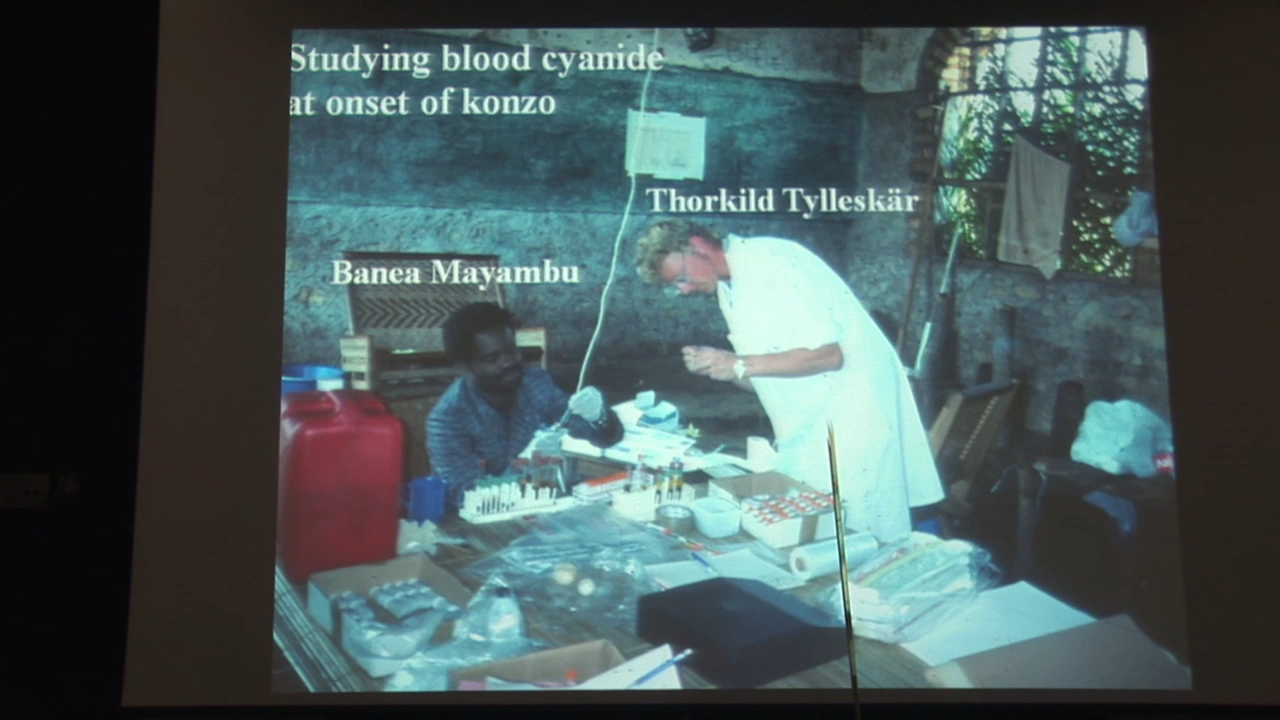 Studying blood cyanide
at onset of konzo
Thorkild Tylleskär
Banea Mayambu